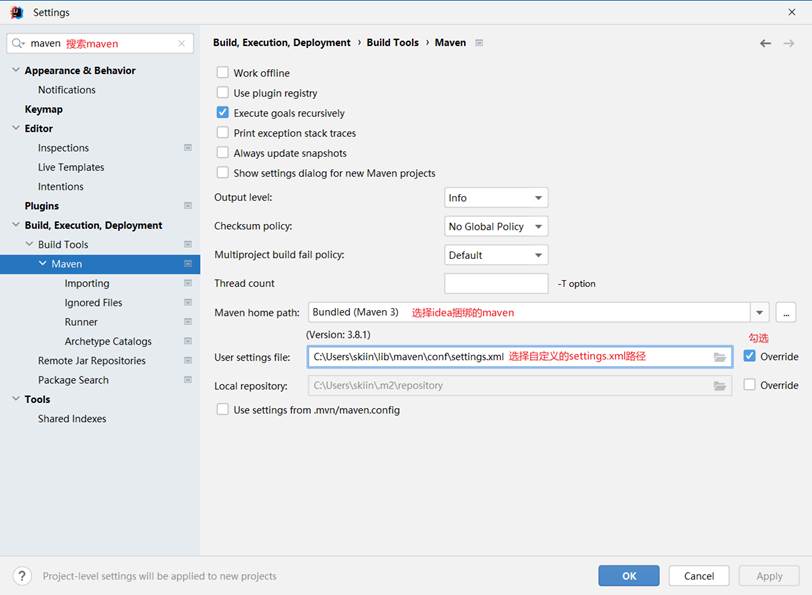 Settings
maven 搜索maven
Appearance & Behavior
Notifications
Keymap
Editor
Inspections
Live Templates
Intentions
Plugins
Build, Execution, Deployment
Build Tools
Maven
Importing
Ignored Files
Runner
Archetype Catalogs
Remote Jar Repositories
Package Search
Tools
Shared Indexes
Build, Execution, Deployment › Build Tools › Maven
Work offline
Use plugin registry
Execute goals recursively
Print exception stack traces
Always update snapshots
Show settings dialog for new Maven projects
Output level: Info
Checksum policy: No Global Policy
Multiproject build fail policy: Default
Thread count -T option
Maven home path: Bundled (Maven 3) 选择idea捆绑的maven ...
(Version: 3.8.1) 勾选
User settings file: C:\Users\skiin\lib\maven\conf\settings.xml 选择自定义的settings.xml路径 Override
Local repository: C:\Users\skiin\.m2\repository Override
Use settings from .mvn/maven.config
? Project-level settings will be applied to new projects
OK Cancel Apply